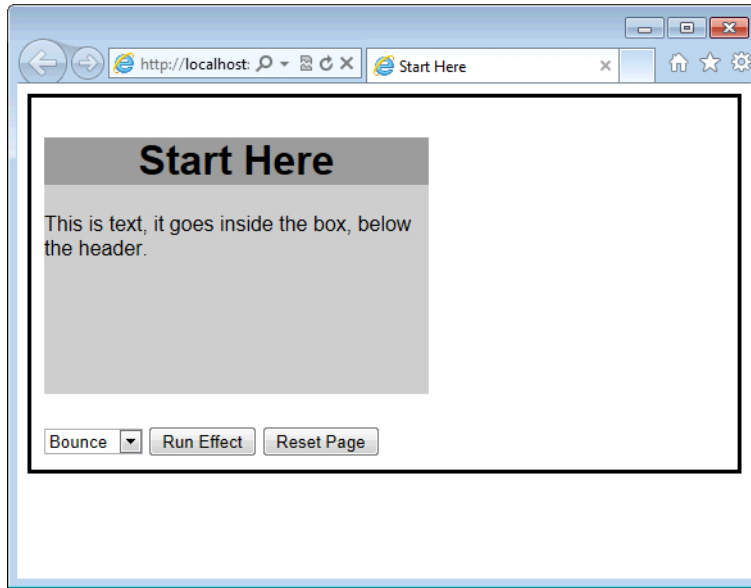 http://localhost:
Start Here
Start Here
This is text, it goes inside the box, below
the header.
Bounce Run Effect Reset Page